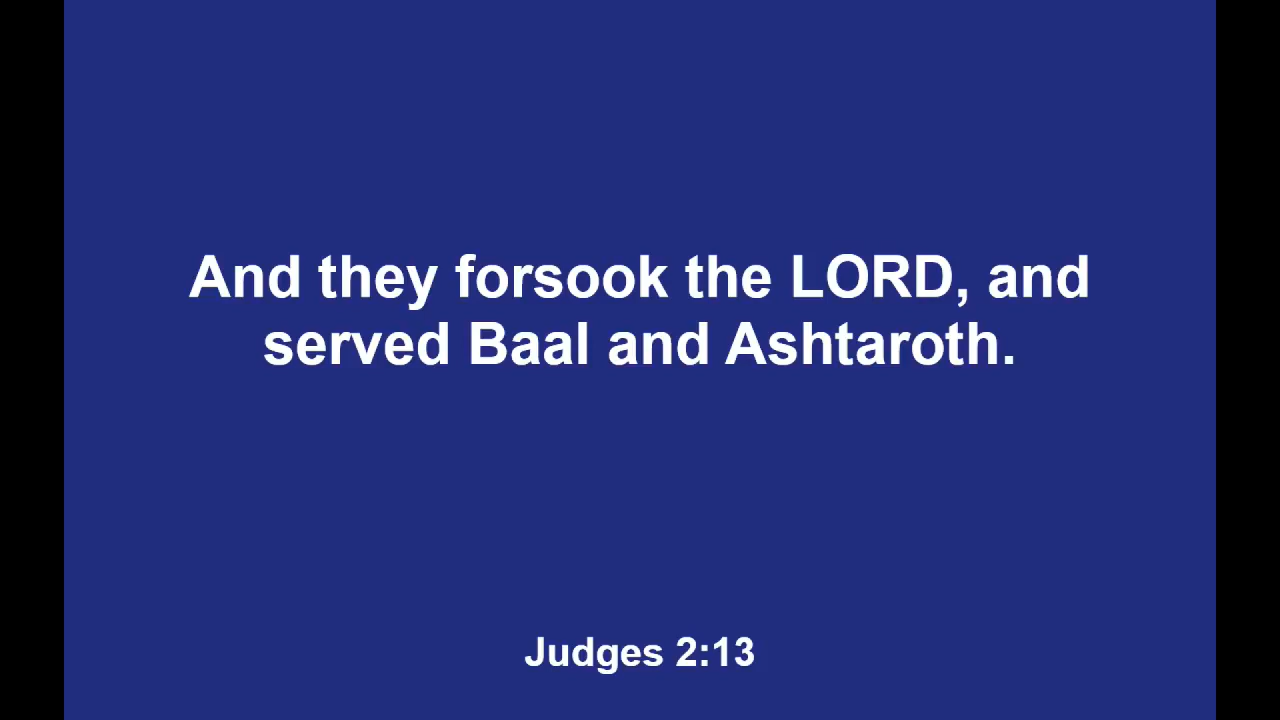 And they forsook the LORD, and
served Baal and Ashtaroth.
Judges 2:13